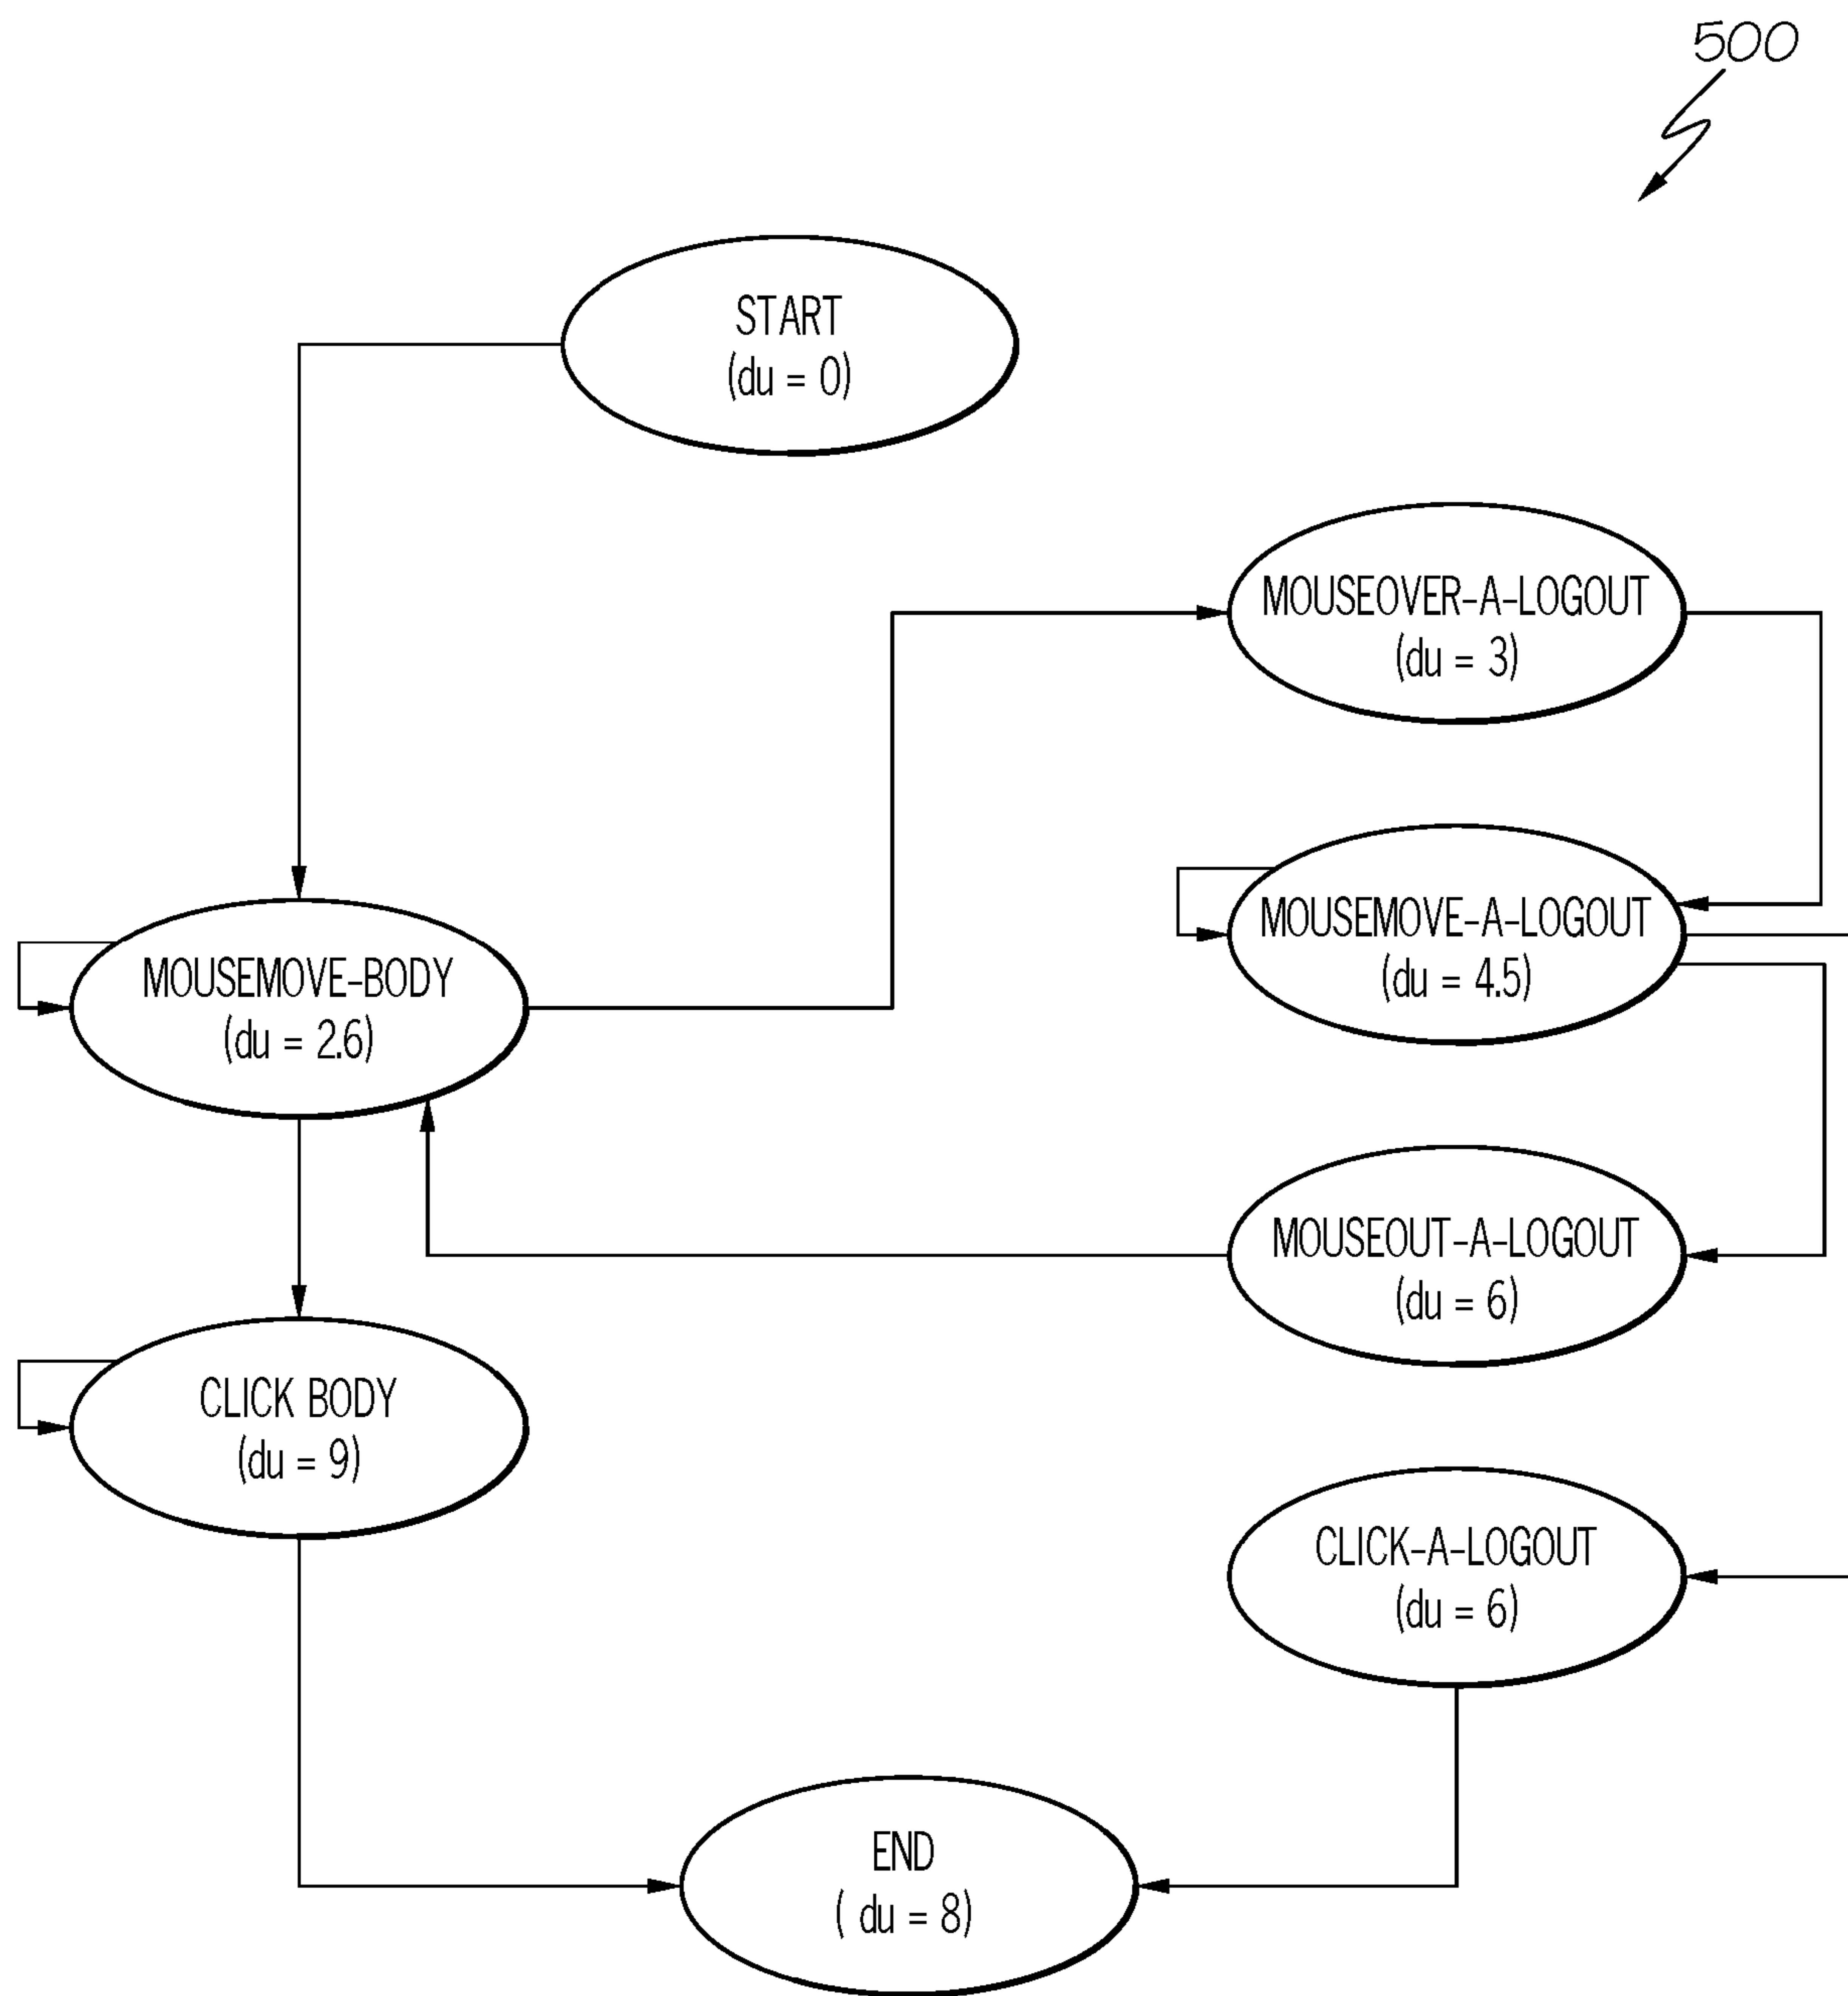 500
START
(du = 0)
MOUSEOVER-A-LOGOUT
(du = 3)
MOUSEMOVE-A-LOGOUT
(du = 4.5)
MOUSEMOVE-BODY
(du = 2.6)
MOUSEOUT-A-LOGOUT
(du = 6)
CLICK BODY
(du = 9)
CLICK-A-LOGOUT
(du = 6)
END
( du = 8)